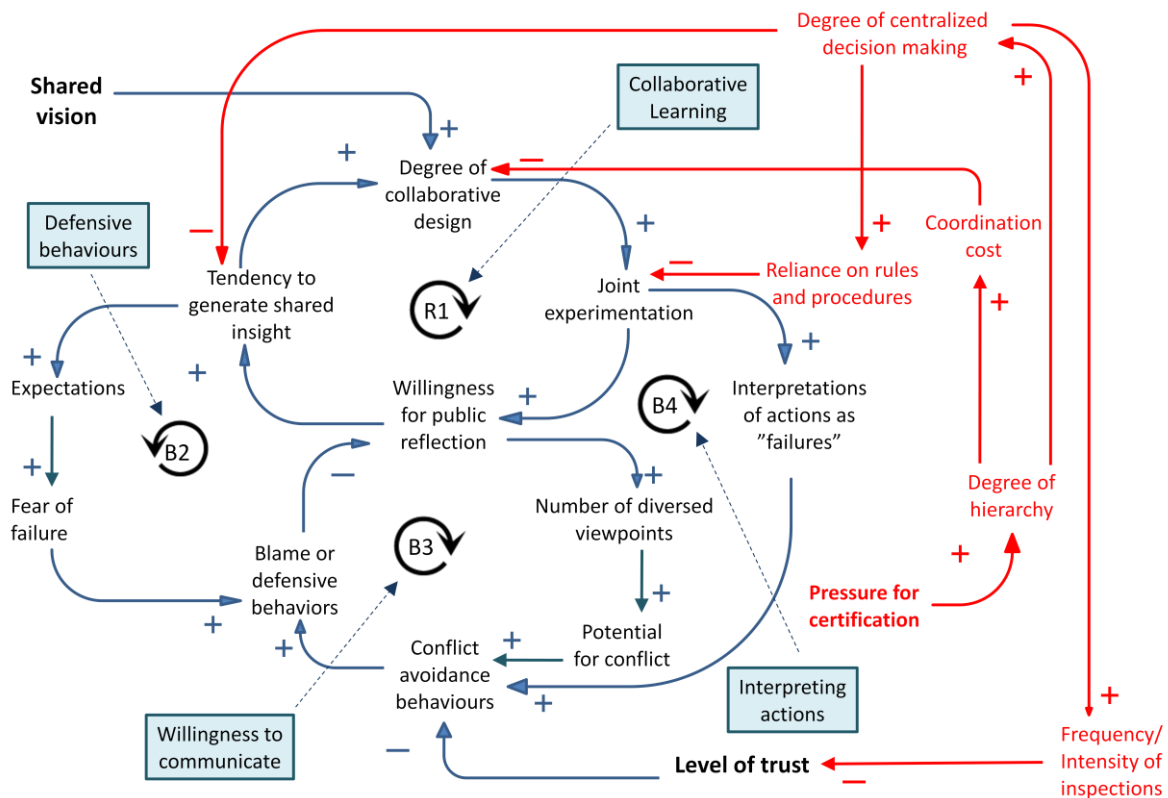 Degree of centralized
decision making
+
Shared
vision
Collaborative
Learning
+
+
Degree of
collaborative
design
−
+
Coordination
cost
Defensive
behaviours
−
+
Tendency to
generate shared
insight
R1
−
Joint
experimentation
Reliance on rules
and procedures
+
+
+
Expectations
+
Willingness
for public
reflection
+
B4
Interpretations
of actions as
”failures”
B2
+
−
+
Fear of
failure
Number of diversed
viewpoints
Degree of
hierarchy
Blame or
defensive
behaviors
B3
+
+
Pressure for
certification
+
+
+
Potential
for conflict
Conflict
avoidance
behaviours
+
Interpreting
actions
+
Willingness to
communicate
−
Level of trust
−
Frequency/
Intensity of
inspections